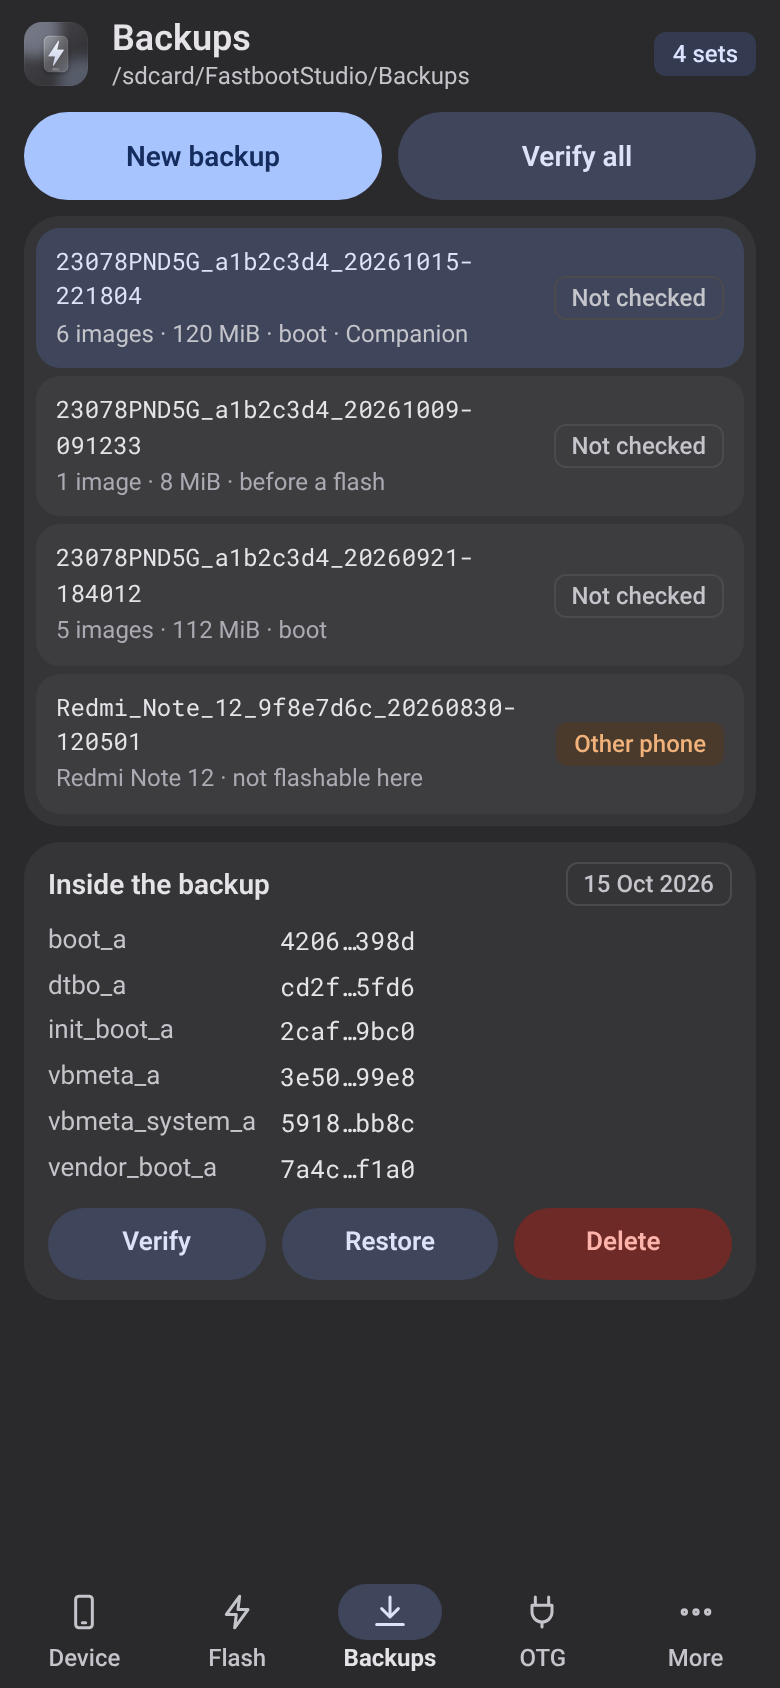 Backups
/sdcard/FastbootStudio/Backups
4 sets
New backup
Verify all
23078PND5G_a1b2c3d4_20261015-
221804
6 images · 120 MiB · boot · Companion
Not checked
23078PND5G_a1b2c3d4_20261009-
091233
1 image · 8 MiB · before a flash
Not checked
23078PND5G_a1b2c3d4_20260921-
184012
5 images · 112 MiB · boot
Not checked
Redmi_Note_12_9f8e7d6c_20260830-
120501
Redmi Note 12 · not flashable here
Other phone
Inside the backup
15 Oct 2026
boot_a 4206…398d
dtbo_a cd2f…5fd6
init_boot_a 2caf…9bc0
vbmeta_a 3e50…99e8
vbmeta_system_a 5918…bb8c
vendor_boot_a 7a4c…f1a0
Verify
Restore
Delete
Device
Flash
Backups
OTG
More